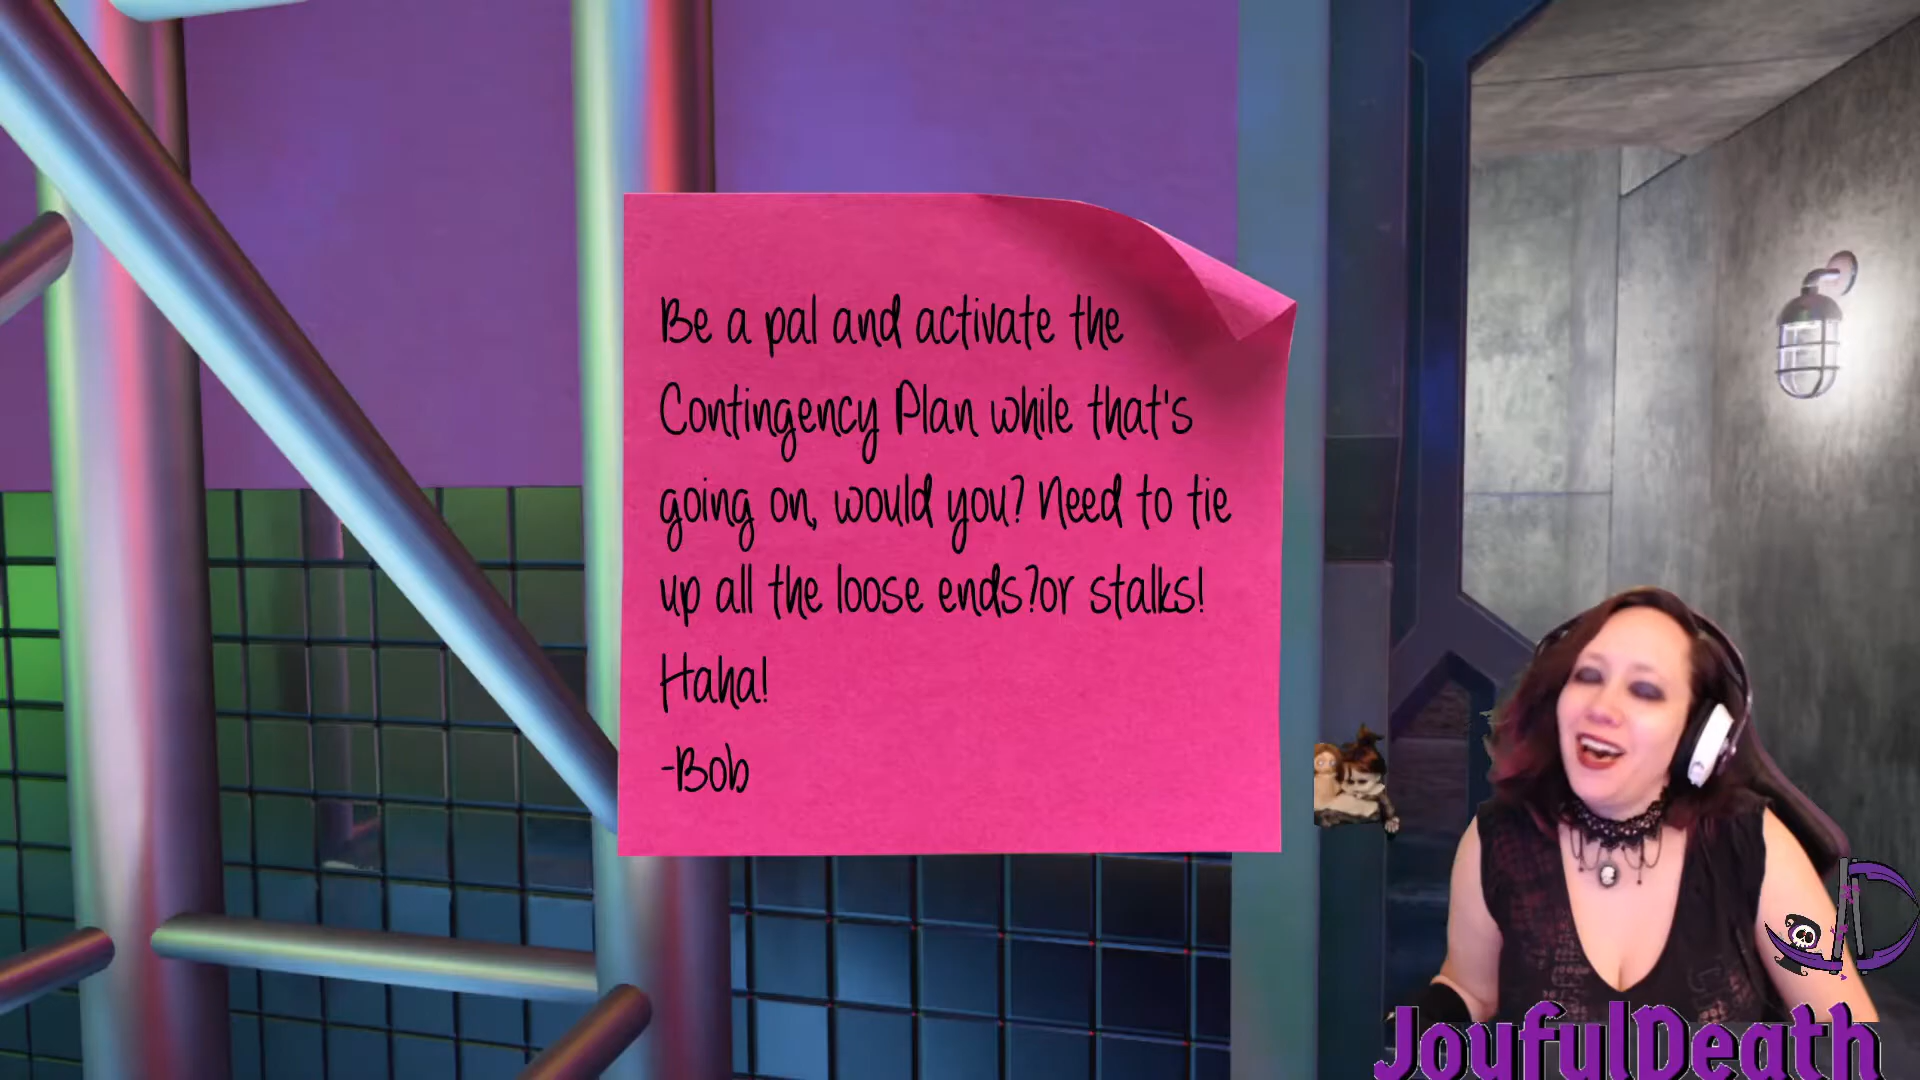 Be a pal and activate the
Contingency Plan while that's
going on, would you? Need to tie
up all the loose ends?or stalks!
Haha!
-Bob
JoyfulDeath